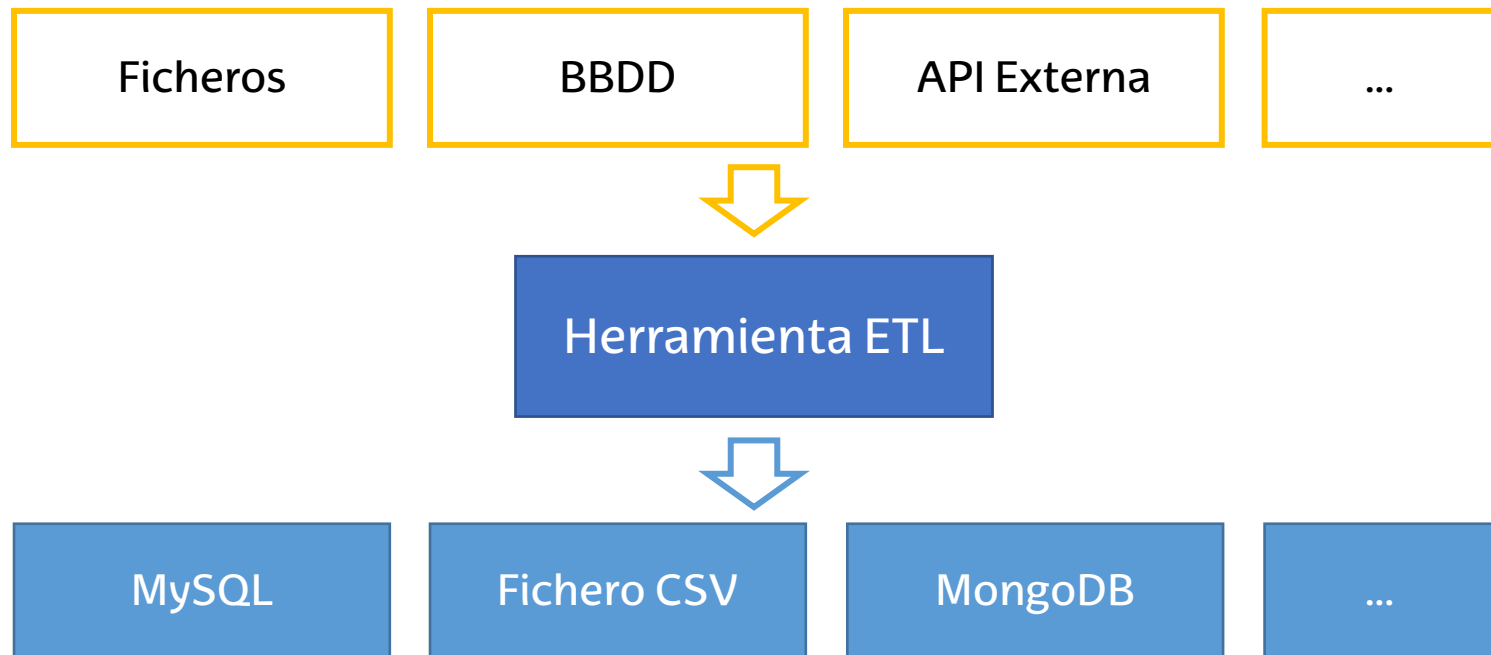 Ficheros
BBDD
API Externa
...
Herramienta ETL
MySQL
Fichero CSV
MongoDB
...